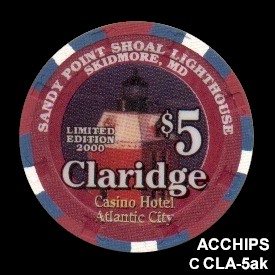 SANDY POINT SHOAL LIGHTHOUSE
SKIDMORE, MD
LIMITED
EDITION
2000
$5
Claridge
Casino Hotel
Atlantic City
ACCHIPS
C CLA-5ak